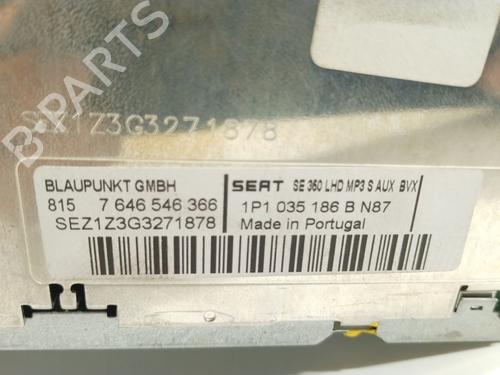 SEZ1Z3G3271878
BLAUPUNKT GMBH
815 7 646 546 366
SEZ1Z3G3271878
SEAT SE 360 LHD MP3 S AUX BVX
1P1 035 186 B N87
Made in Portugal
B-PARTS